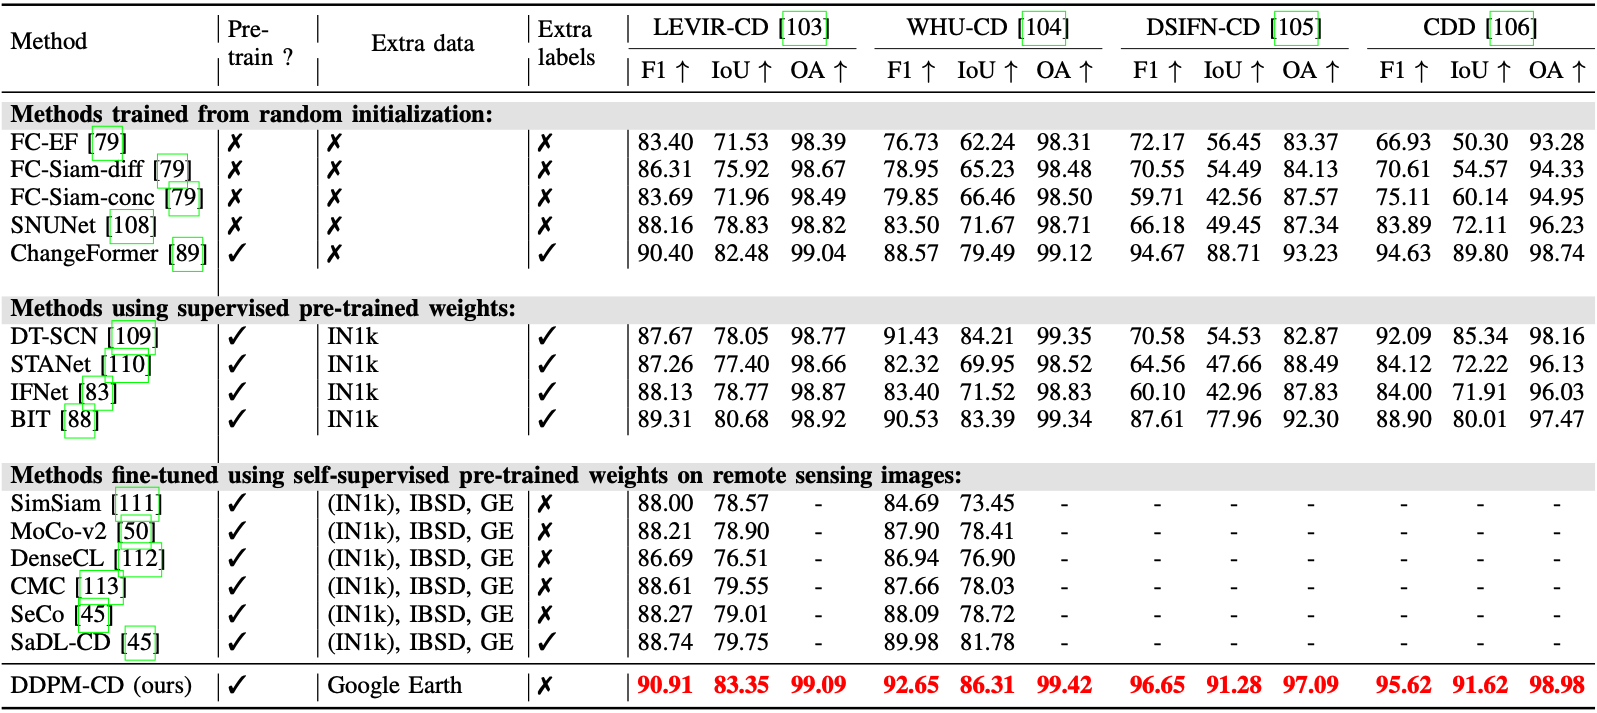 Method Pre-train ? Extra data Extra labels LEVIR-CD [103] WHU-CD [104] DSIFN-CD [105] CDD [106]
F1 ↑ IoU ↑ OA ↑ F1 ↑ IoU ↑ OA ↑ F1 ↑ IoU ↑ OA ↑ F1 ↑ IoU ↑ OA ↑
Methods trained from random initialization:
FC-EF [79] ✗ ✗ ✗ 83.40 71.53 98.39 76.73 62.24 98.31 72.17 56.45 83.37 66.93 50.30 93.28
FC-Siam-diff [79] ✗ ✗ ✗ 86.31 75.92 98.67 78.95 65.23 98.48 70.55 54.49 84.13 70.61 54.57 94.33
FC-Siam-conc [79] ✗ ✗ ✗ 83.69 71.96 98.49 79.85 66.46 98.50 59.71 42.56 87.57 75.11 60.14 94.95
SNUNet [108] ✗ ✗ ✗ 88.16 78.83 98.82 83.50 71.67 98.71 66.18 49.45 87.34 83.89 72.11 96.23
ChangeFormer [89] ✓ ✗ ✓ 90.40 82.48 99.04 88.57 79.49 99.12 94.67 88.71 93.23 94.63 89.80 98.74
Methods using supervised pre-trained weights:
DT-SCN [109] ✓ IN1k ✓ 87.67 78.05 98.77 91.43 84.21 99.35 70.58 54.53 82.87 92.09 85.34 98.16
STANet [110] ✓ IN1k ✓ 87.26 77.40 98.66 82.32 69.95 98.52 64.56 47.66 88.49 84.12 72.22 96.13
IFNet [83] ✓ IN1k ✓ 88.13 78.77 98.87 83.40 71.52 98.83 60.10 42.96 87.83 84.00 71.91 96.03
BIT [88] ✓ IN1k ✓ 89.31 80.68 98.92 90.53 83.39 99.34 87.61 77.96 92.30 88.90 80.01 97.47
Methods fine-tuned using self-supervised pre-trained weights on remote sensing images:
SimSiam [111] ✓ (IN1k), IBSD, GE ✗ 88.00 78.57 - 84.69 73.45 - - - - - - -
MoCo-v2 [50] ✓ (IN1k), IBSD, GE ✗ 88.21 78.90 - 87.90 78.41 - - - - - - -
DenseCL [112] ✓ (IN1k), IBSD, GE ✗ 86.69 76.51 - 86.94 76.90 - - - - - - -
CMC [113] ✓ (IN1k), IBSD, GE ✗ 88.61 79.55 - 87.66 78.03 - - - - - - -
SeCo [45] ✓ (IN1k), IBSD, GE ✗ 88.27 79.01 - 88.09 78.72 - - - - - - -
SaDL-CD [45] ✓ (IN1k), IBSD, GE ✓ 88.74 79.75 - 89.98 81.78 - - - - - - -
DDPM-CD (ours) ✓ Google Earth ✗ 90.91 83.35 99.09 92.65 86.31 99.42 96.65 91.28 97.09 95.62 91.62 98.98